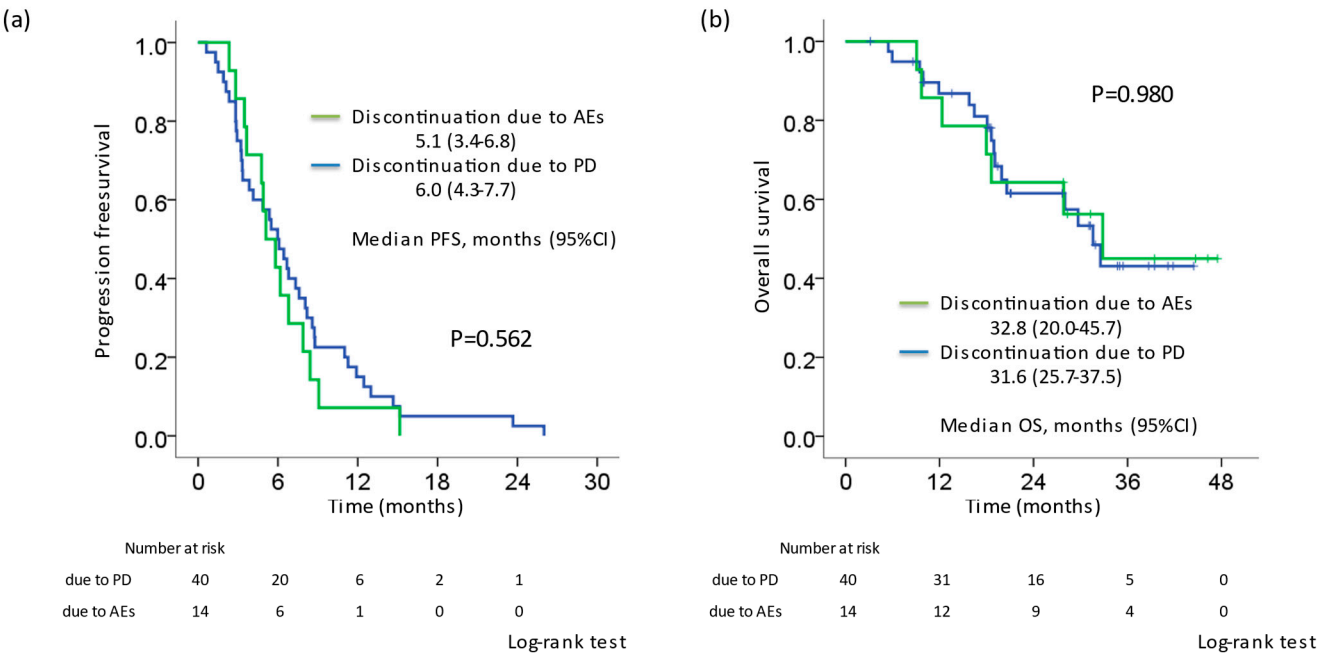 (a)
Progression freesurvival
1.0
0.8
0.6
0.4
0.2
0.0
Discontinuation due to AEs
5.1 (3.4-6.8)
Discontinuation due to PD
6.0 (4.3-7.7)
Median PFS, months (95%CI)
P=0.562
0 6 12 18 24 30
Time (months)
Number at risk
due to PD 40 20 6 2 1
due to AEs 14 6 1 0 0
Log-rank test
(b)
Overall survival
1.0
0.8
0.6
0.4
0.2
0.0
P=0.980
Discontinuation due to AEs
32.8 (20.0-45.7)
Discontinuation due to PD
31.6 (25.7-37.5)
Median OS, months (95%CI)
0 12 24 36 48
Time (months)
Number at risk
due to PD 40 31 16 5 0
due to AEs 14 12 9 4 0
Log-rank test